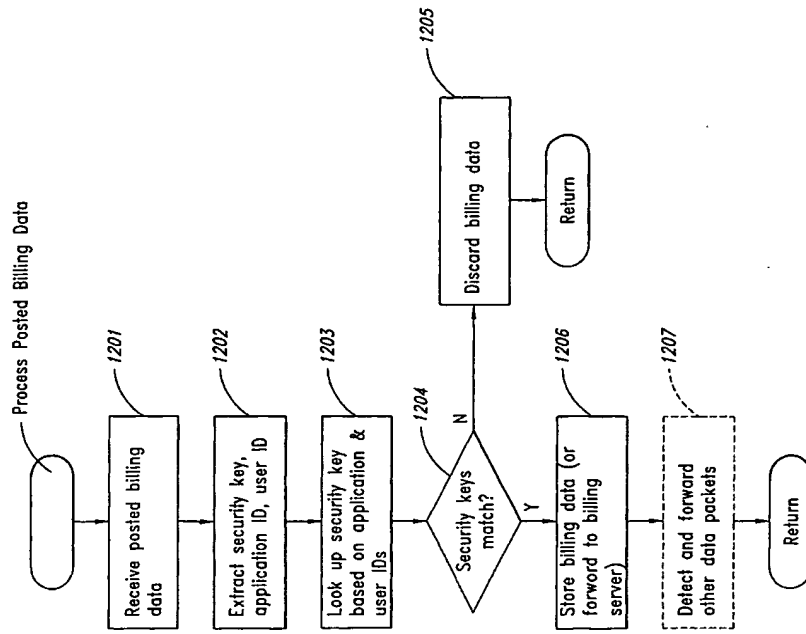 Process Posted Billing Data
1201
Receive posted billing
data
1202
Extract security key,
application ID, user ID
1203
Look up security key
based on application &
user IDs
1204
Security keys
match?
N
Y
1205
Discard billing data
Return
1206
Store billing data (or
forward to billing
server)
1207
Detect and forward
other data packets
Return